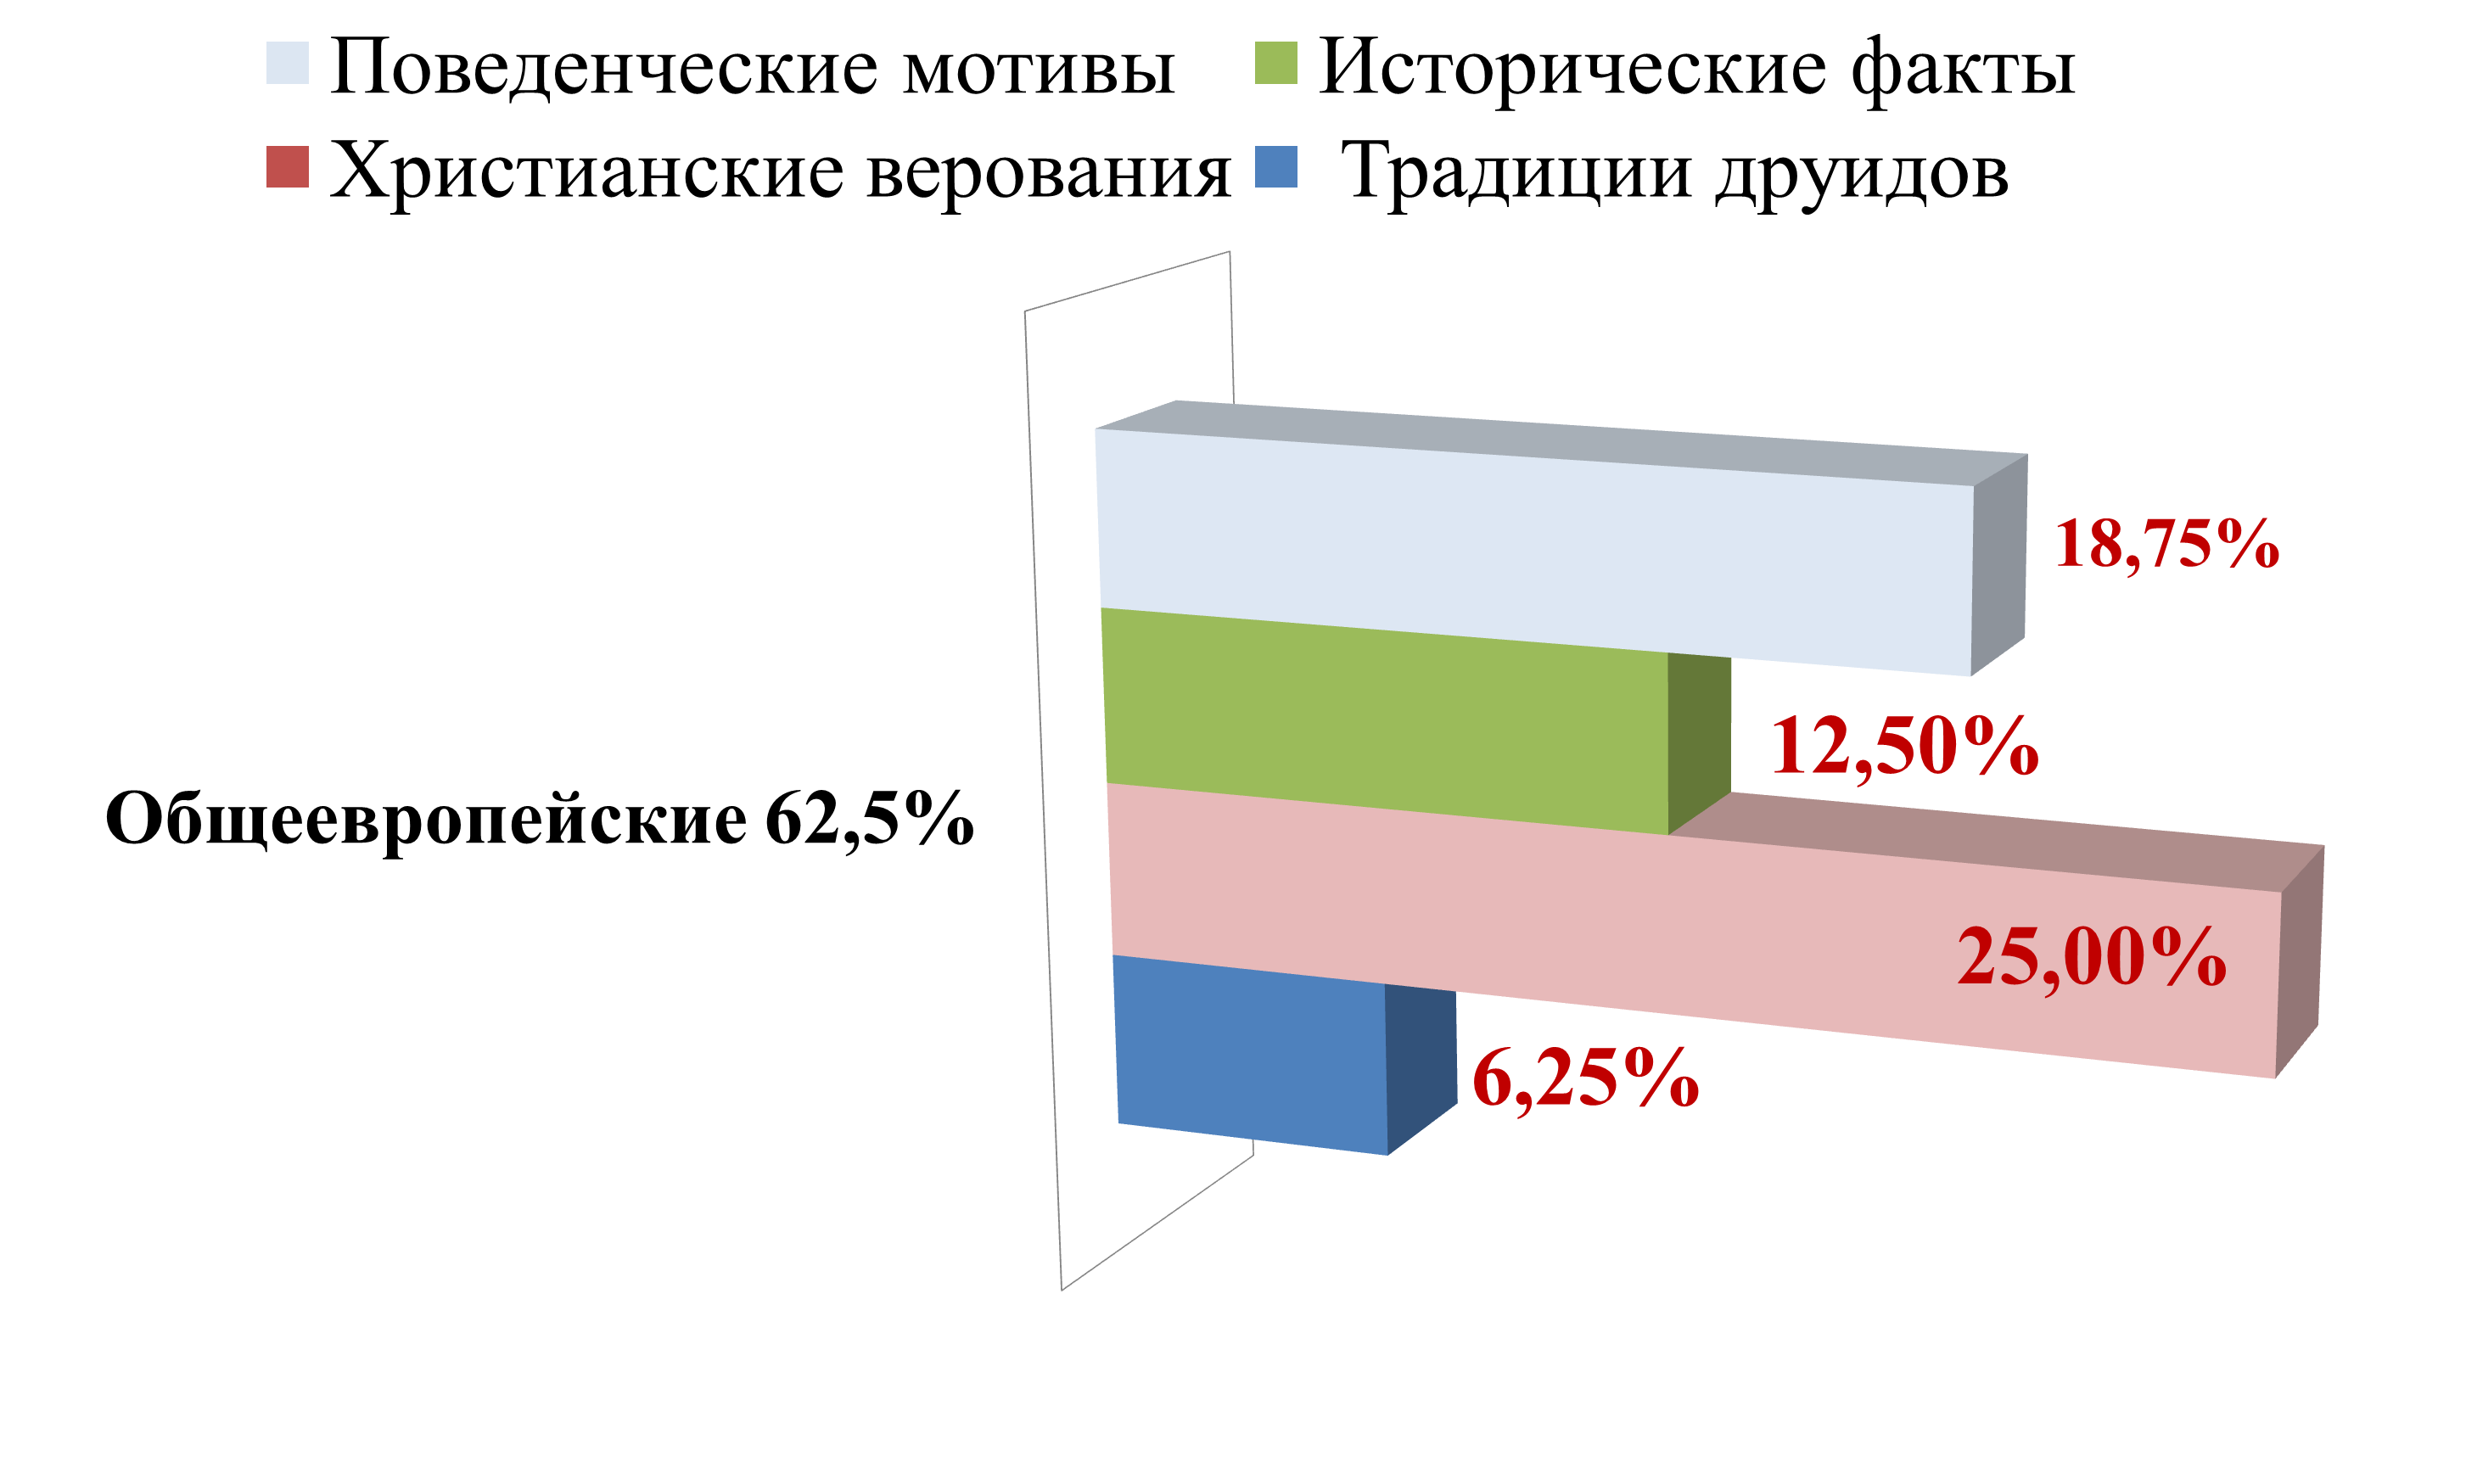 Поведенческие мотивы Исторические факты
Христианские верования Традиции друидов
18,75%
12,50%
Общеевропейские 62,5%
25,00%
6,25%